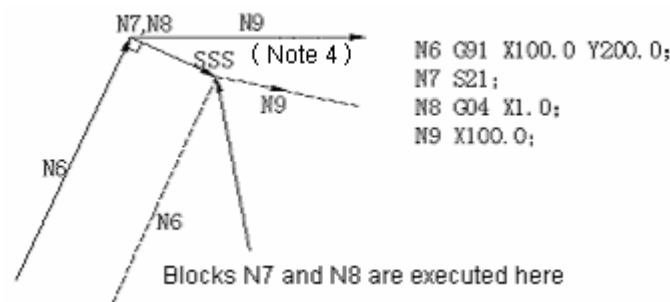 N7,N8
N9
SSS
( Note 4 )
N9
N6
N6
N6 G91 X100.0 Y200.0;
N7 S21;
N8 G04 X1.0;
N9 X100.0;
Blocks N7 and N8 are executed here